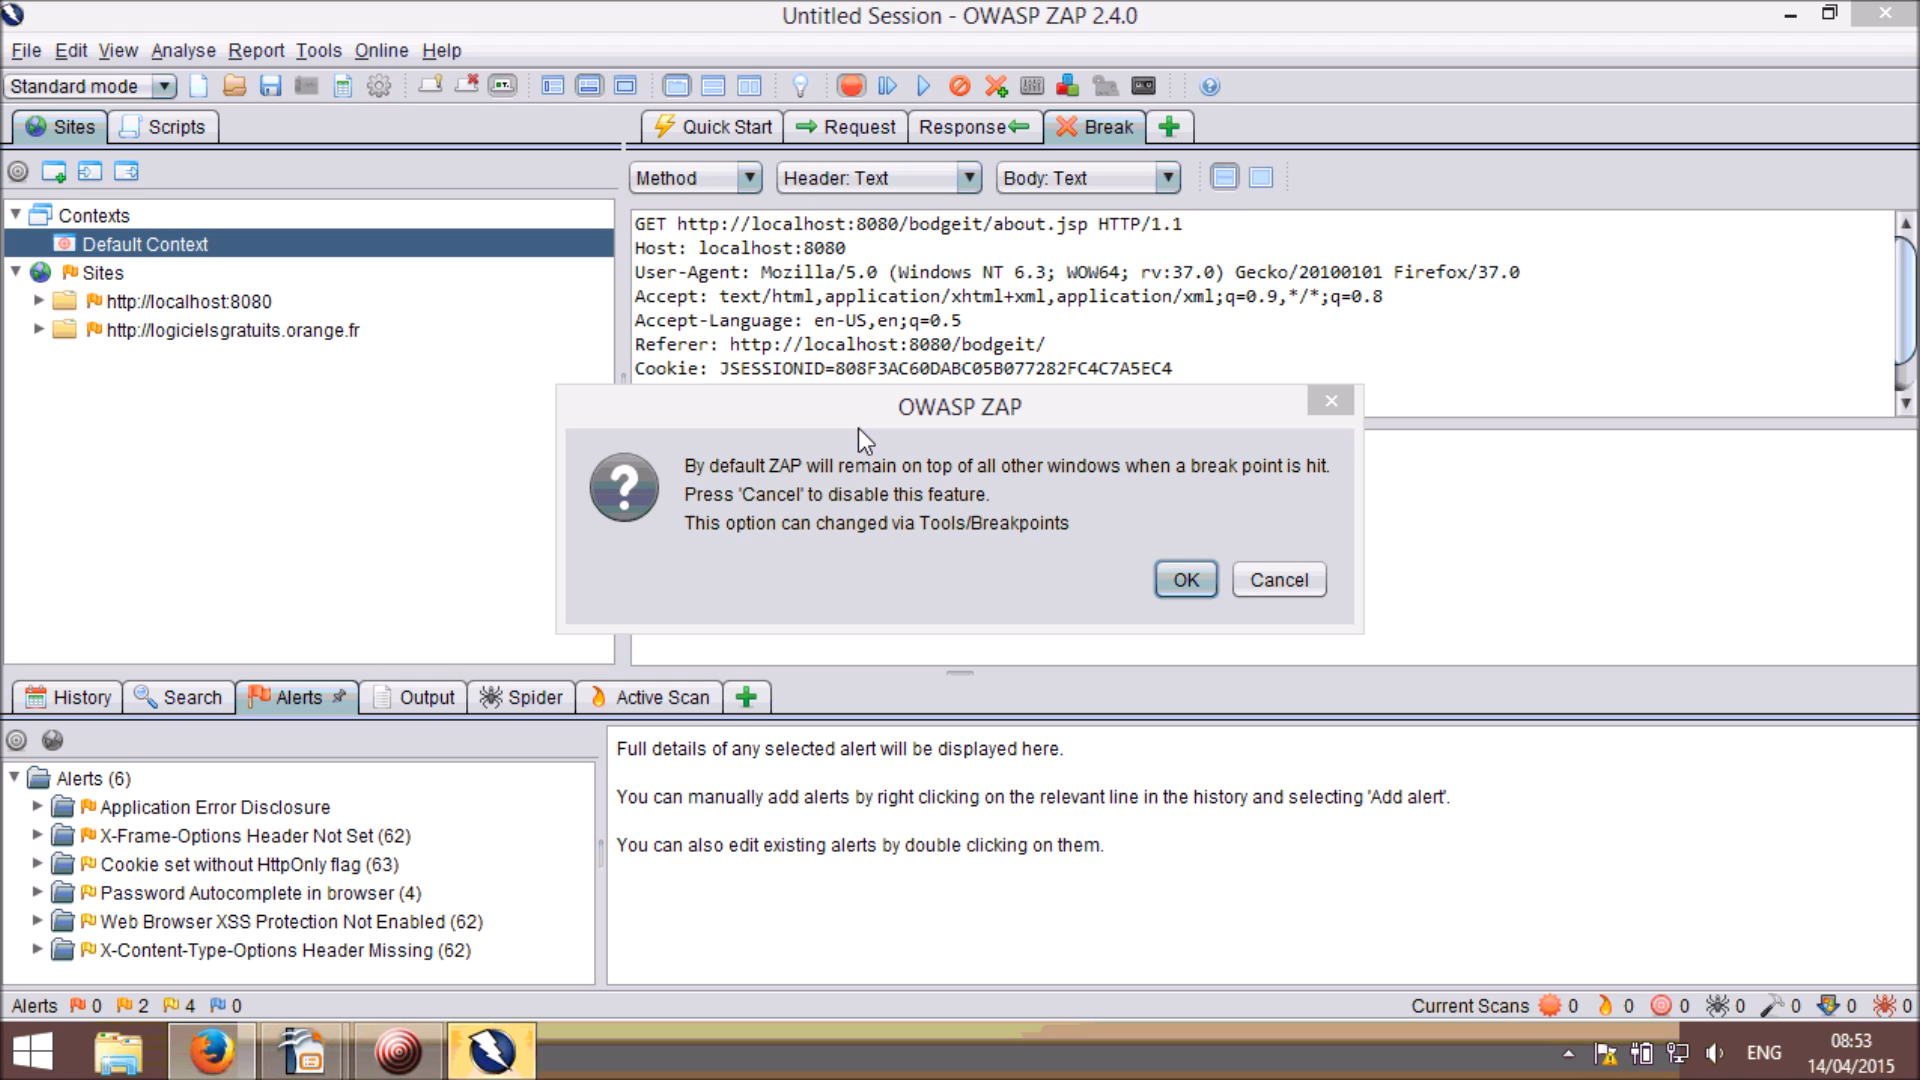 Untitled Session - OWASP ZAP 2.4.0
File Edit View Analyse Report Tools Online Help
Standard mode
Sites Scripts
Quick Start Request Response Break
Method Header: Text Body: Text
Contexts
Default Context
Sites
http://localhost:8080
http://logicielsgratuits.orange.fr
GET http://localhost:8080/bodgeit/about.jsp HTTP/1.1
Host: localhost:8080
User-Agent: Mozilla/5.0 (Windows NT 6.3; WOW64; rv:37.0) Gecko/20100101 Firefox/37.0
Accept: text/html,application/xhtml+xml,application/xml;q=0.9,*/*;q=0.8
Accept-Language: en-US,en;q=0.5
Referer: http://localhost:8080/bodgeit/
Cookie: JSESSIONID=808F3AC60DABC05B077282FC4C7A5EC4
OWASP ZAP
By default ZAP will remain on top of all other windows when a break point is hit.
Press 'Cancel' to disable this feature.
This option can changed via Tools/Breakpoints
OK Cancel
History Search Alerts Output Spider Active Scan
Alerts (6)
Application Error Disclosure
X-Frame-Options Header Not Set (62)
Cookie set without HttpOnly flag (63)
Password Autocomplete in browser (4)
Web Browser XSS Protection Not Enabled (62)
X-Content-Type-Options Header Missing (62)
Full details of any selected alert will be displayed here.
You can manually add alerts by right clicking on the relevant line in the history and selecting 'Add alert'.
You can also edit existing alerts by double clicking on them.
Alerts 0 2 4 0
Current Scans 0 0 0 0 0 0 0
ENG
08:53
14/04/2015